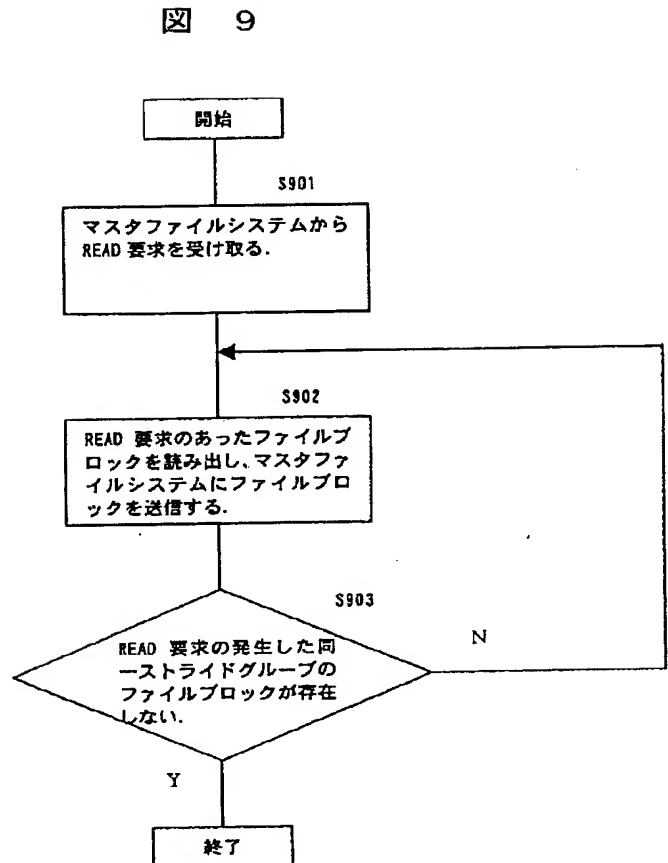 図 9
開始
S901
マスタファイルシステムから
READ 要求を受け取る.
S902
READ 要求のあったファイルブ
ロックを読み出し、マスタファ
イルシステムにファイルブロ
ックを送信する.
S903
READ 要求の発生した同
一ストライドグループの
ファイルブロックが存在
しない.
N
Y
終了